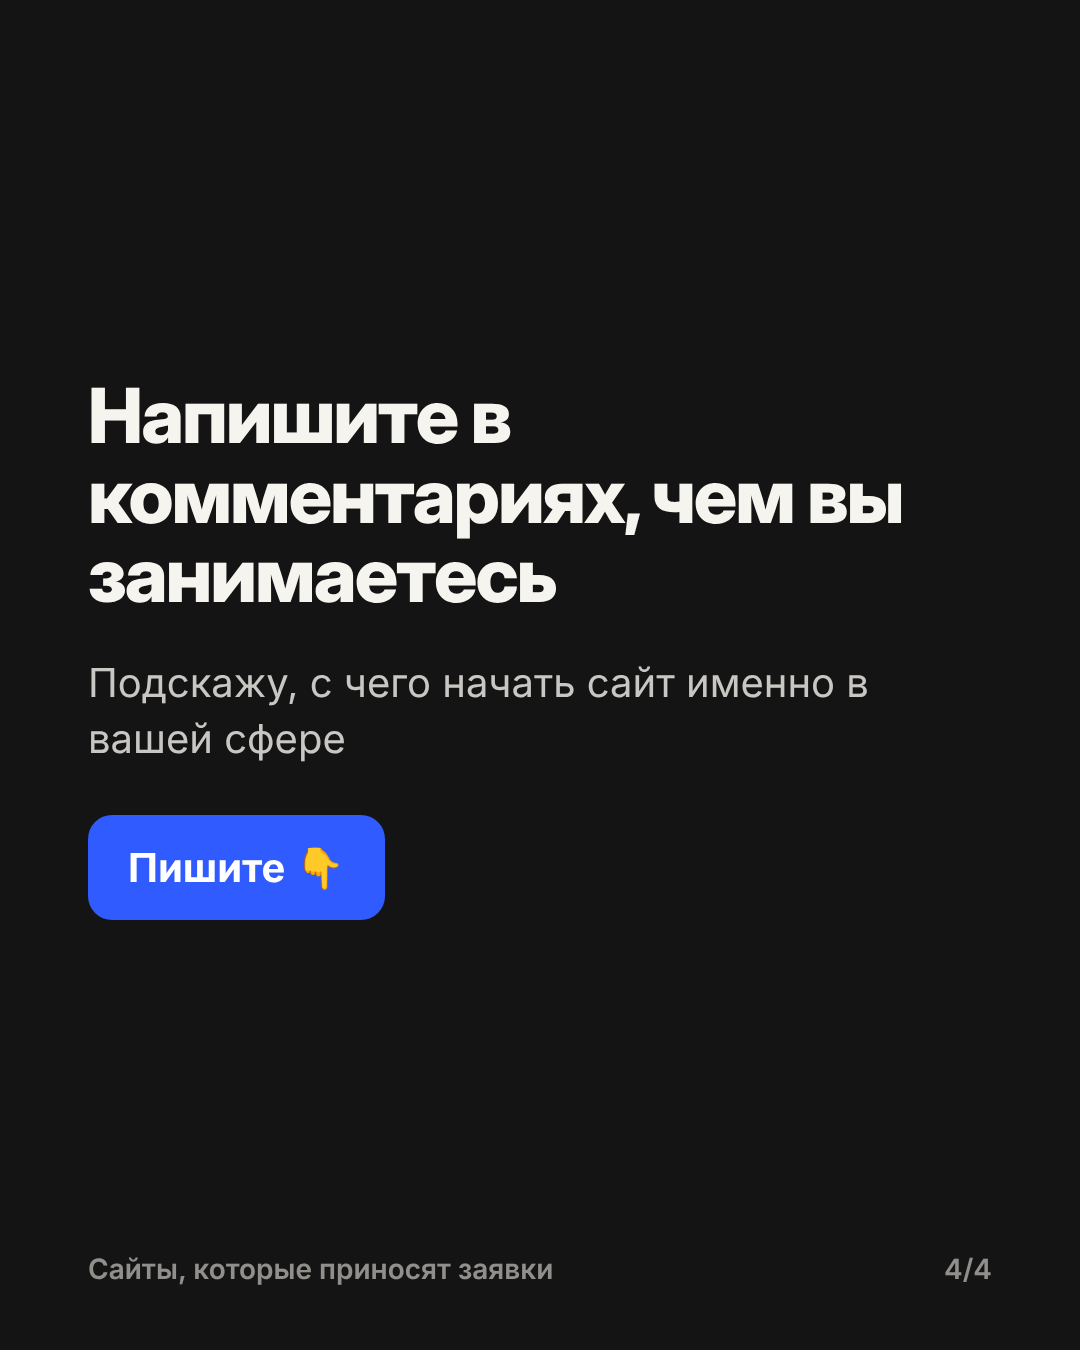 Напишите в
комментариях, чем вы
занимаетесь
Подскажу, с чего начать сайт именно в
вашей сфере
Пишите 👇
Сайты, которые приносят заявки
4/4